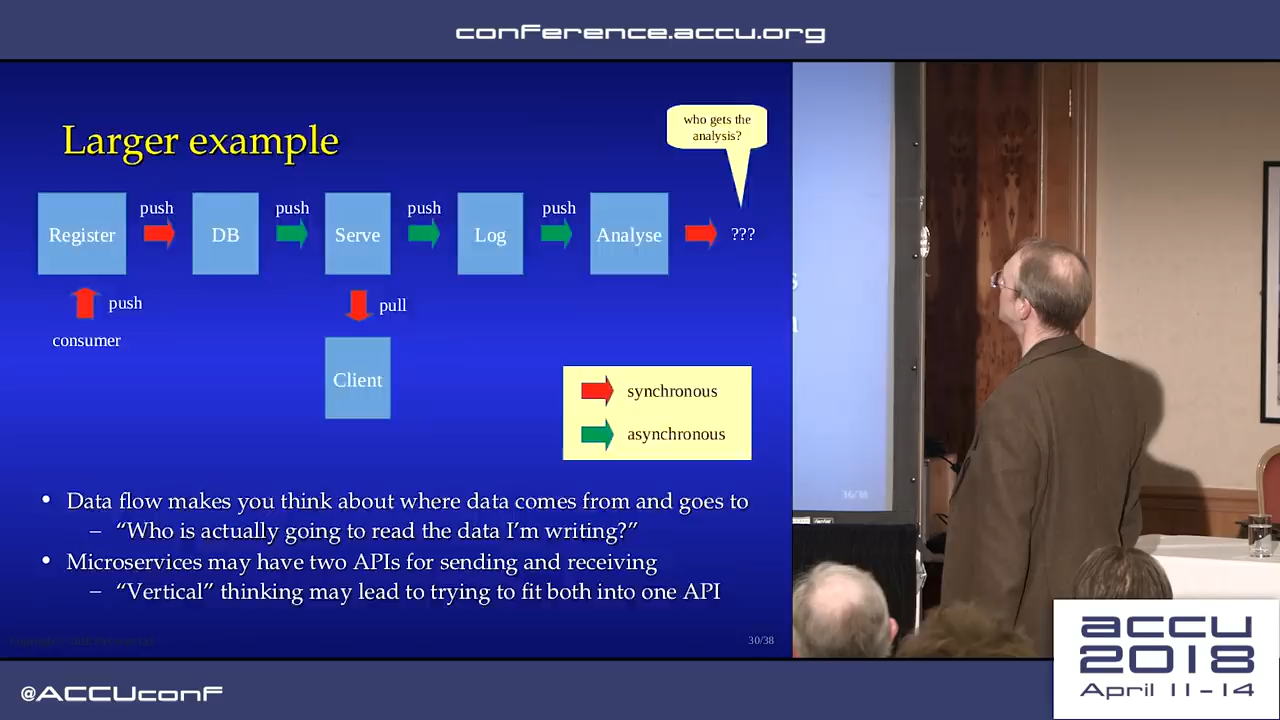 conference.accu.org
Larger example
who gets the
analysis?
push
push
push
push
Register
DB
Serve
Log
Analyse
???
push
pull
consumer
Client
synchronous
asynchronous
• Data flow makes you think about where data comes from and goes to
– “Who is actually going to read the data I’m writing?”
• Microservices may have two APIs for sending and receiving
– “Vertical” thinking may lead to trying to fit both into one API
30/38
@ACCUconf
accu
2018
April 11-14